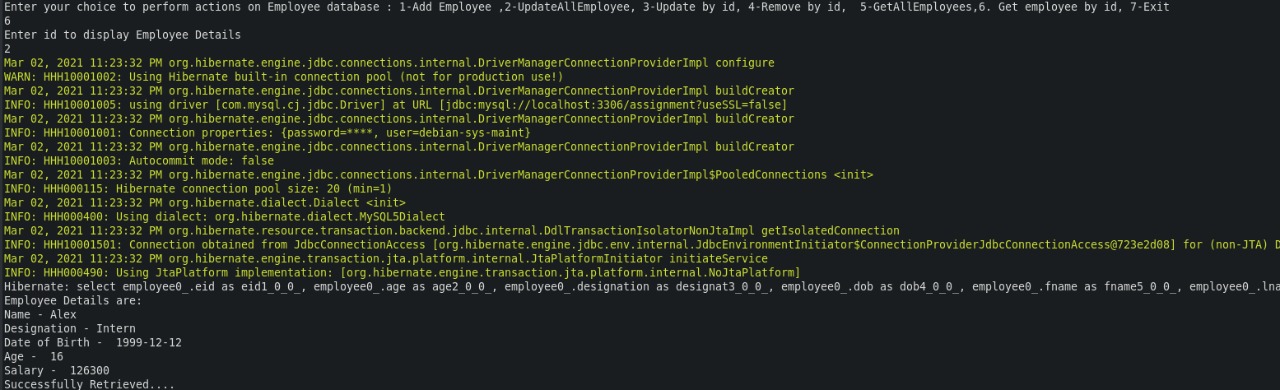 Enter your choice to perform actions on Employee database : 1-Add Employee ,2-UpdateAllEmployee, 3-Update by id, 4-Remove by id,  5-GetAllEmployees,6. Get employee by id, 7-Exit
6
Enter id to display Employee Details
2
Mar 02, 2021 11:23:32 PM org.hibernate.engine.jdbc.connections.internal.DriverManagerConnectionProviderImpl configure
WARN: HHH10001002: Using Hibernate built-in connection pool (not for production use!)
Mar 02, 2021 11:23:32 PM org.hibernate.engine.jdbc.connections.internal.DriverManagerConnectionProviderImpl buildCreator
INFO: HHH10001005: using driver [com.mysql.cj.jdbc.Driver] at URL [jdbc:mysql://localhost:3306/assignment?useSSL=false]
Mar 02, 2021 11:23:32 PM org.hibernate.engine.jdbc.connections.internal.DriverManagerConnectionProviderImpl buildCreator
INFO: HHH10001001: Connection properties: {password=****, user=debian-sys-maint}
Mar 02, 2021 11:23:32 PM org.hibernate.engine.jdbc.connections.internal.DriverManagerConnectionProviderImpl buildCreator
INFO: HHH10001003: Autocommit mode: false
Mar 02, 2021 11:23:32 PM org.hibernate.engine.jdbc.connections.internal.DriverManagerConnectionProviderImpl$PooledConnections <init>
INFO: HHH000115: Hibernate connection pool size: 20 (min=1)
Mar 02, 2021 11:23:32 PM org.hibernate.dialect.Dialect <init>
INFO: HHH000400: Using dialect: org.hibernate.dialect.MySQL5Dialect
Mar 02, 2021 11:23:32 PM org.hibernate.resource.transaction.backend.jdbc.internal.DdlTransactionIsolatorNonJtaImpl getIsolatedConnection
INFO: HHH10001501: Connection obtained from JdbcConnectionAccess [org.hibernate.engine.jdbc.env.internal.JdbcEnvironmentInitiator$ConnectionProviderJdbcConnectionAccess@723e2d08] for (non-JTA) D
Mar 02, 2021 11:23:32 PM org.hibernate.engine.transaction.jta.platform.internal.JtaPlatformInitiator initiateService
INFO: HHH000490: Using JtaPlatform implementation: [org.hibernate.engine.transaction.jta.platform.internal.NoJtaPlatform]
Hibernate: select employee0_.eid as eid1_0_0_, employee0_.age as age2_0_0_, employee0_.designation as designat3_0_0_, employee0_.dob as dob4_0_0_, employee0_.fname as fname5_0_0_, employee0_.lna
Employee Details are:
Name - Alex
Designation - Intern
Date of Birth -  1999-12-12
Age -  16
Salary -  126300
Successfully Retrieved....